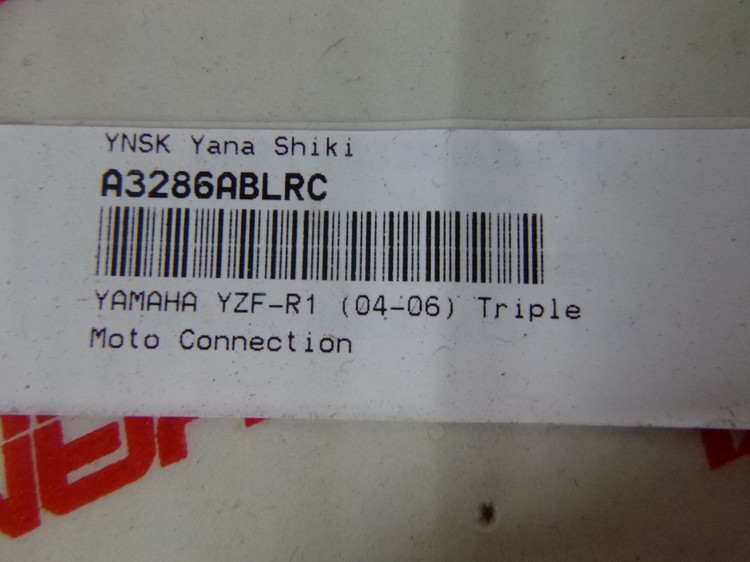 YNSK Yana Shiki
A3286ABLRC
YAMAHA YZF-R1 (04-06) Triple
Moto Connection